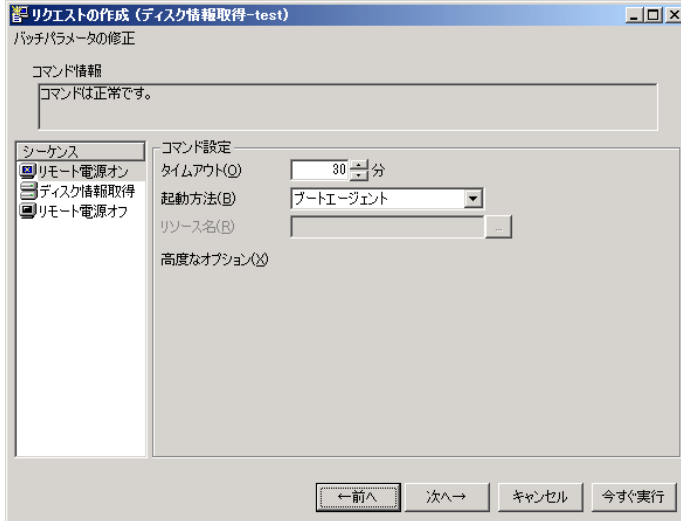 リクエストの作成（ディスク情報取得-test）
バッチパラメータの修正
コマンド情報
コマンドは正常です。
シーケンス
リモート電源オン
ディスク情報取得
リモート電源オフ
コマンド設定
タイムアウト(O) 30 分
起動方法(B) ブートエージェント
リソース名(R) ...
高度なオプション(X)
←前へ 次へ→ キャンセル 今すぐ実行